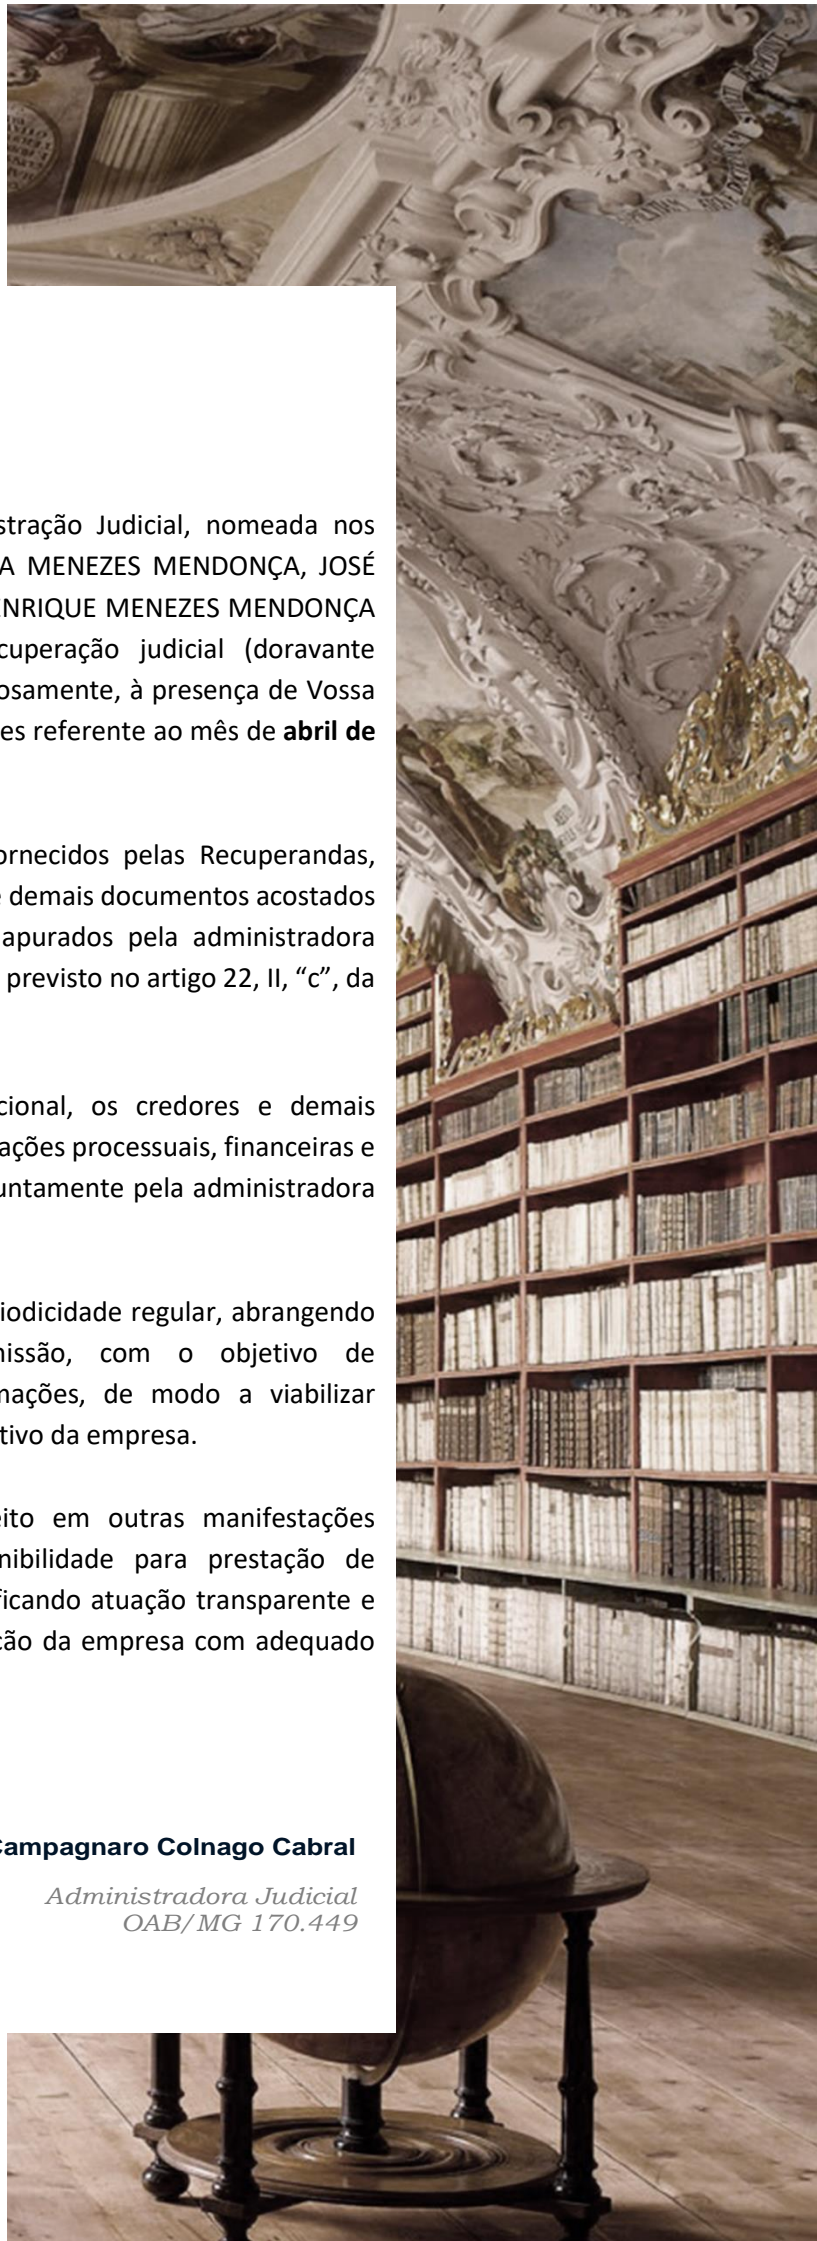 stração Judicial, nomeada nos
A MENEZES MENDONÇA, JOSÉ
ENRIQUE MENEZES MENDONÇA
cuperação judicial (doravante
osamente, à presença de Vossa
es referente ao mês de abril de
ornecidos pelas Recuperandas,
e demais documentos acostados
apurados pela administradora
previsto no artigo 22, II, “c”, da
cional, os credores e demais
ações processuais, financeiras e
untamente pela administradora
iodicidade regular, abrangendo
missão, com o objetivo de
mações, de modo a viabilizar
tivo da empresa.
eito em outras manifestações
nibilidade para prestação de
ficando atuação transparente e
ção da empresa com adequado
Campagnaro Colnago Cabral
Administradora Judicial
OAB/MG 170.449